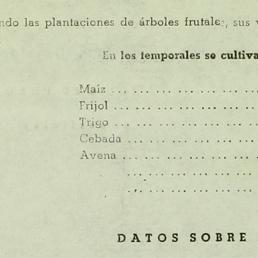 ndo las plantaciones de árboles frutales, sus
En los temporales se cultiva
Maíz ... ... ... ... ... ... ...
Frijol ... ... ... ... ... ... ...
Trigo ... ... ... ... ... ... ...
Cebada ... ... ... ... ... ...
Avena ... ... ... ... ... ...
... ... ... ... ... ...
... ... ... ... ... ...
DATOS SOBRE